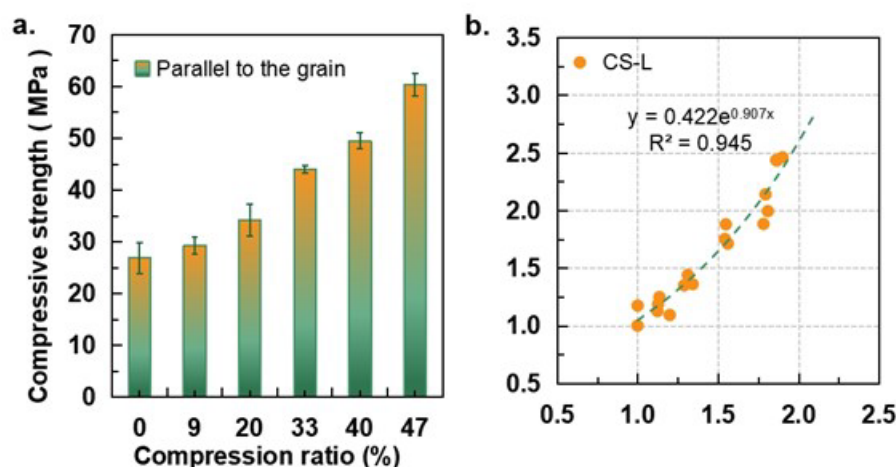 a.
Compressive strength ( MPa)
70
60
50
40
30
20
10
0
Parallel to the grain
0 9 20 33 40 47
Compression ratio (%)
b.
3.5
3.0
2.5
2.0
1.5
1.0
0.5
CS-L
y = 0.422e^0.907x
R² = 0.945
0.5 1.0 1.5 2.0 2.5